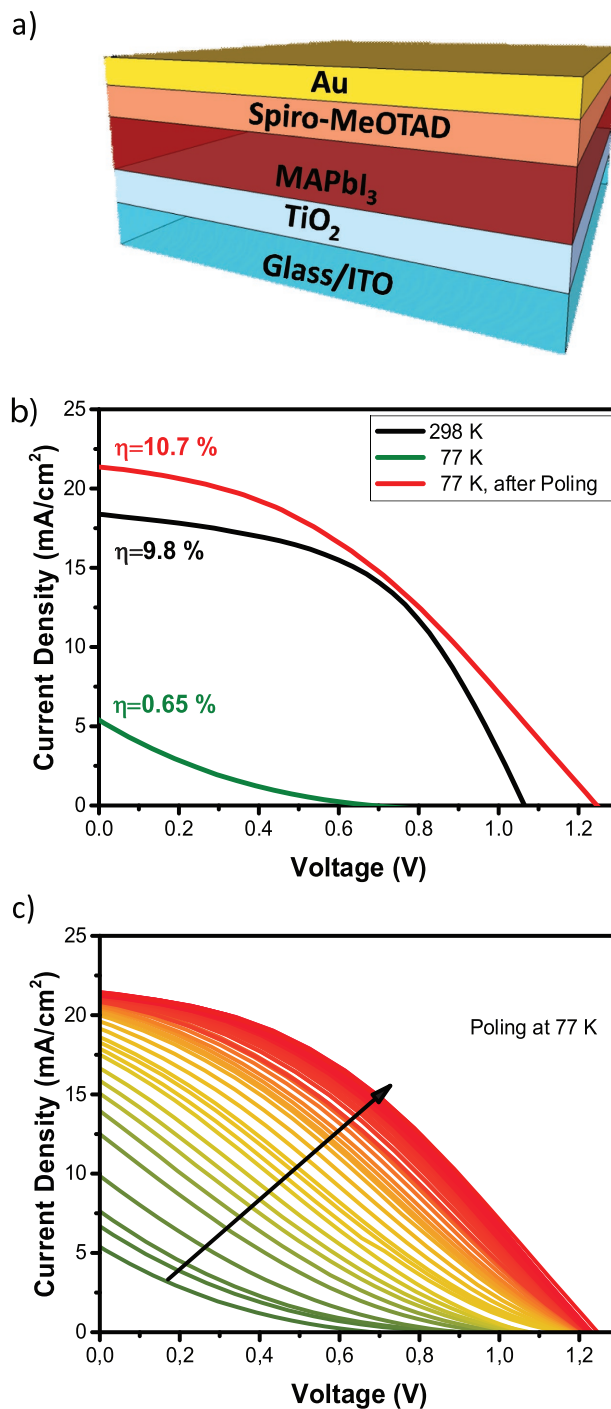 a)
Au
Spiro-MeOTAD
MAPbI₃
TiO₂
Glass/ITO
b)
25
20
15
10
5
0
Current Density (mA/cm²)
η=10.7 %
η=9.8 %
η=0.65 %
298 K
77 K
77 K, after Poling
0.0 0.2 0.4 0.6 0.8 1.0 1.2
Voltage (V)
c)
25
20
15
10
5
0
Current Density (mA/cm²)
Poling at 77 K
0,0 0,2 0,4 0,6 0,8 1,0 1,2
Voltage (V)